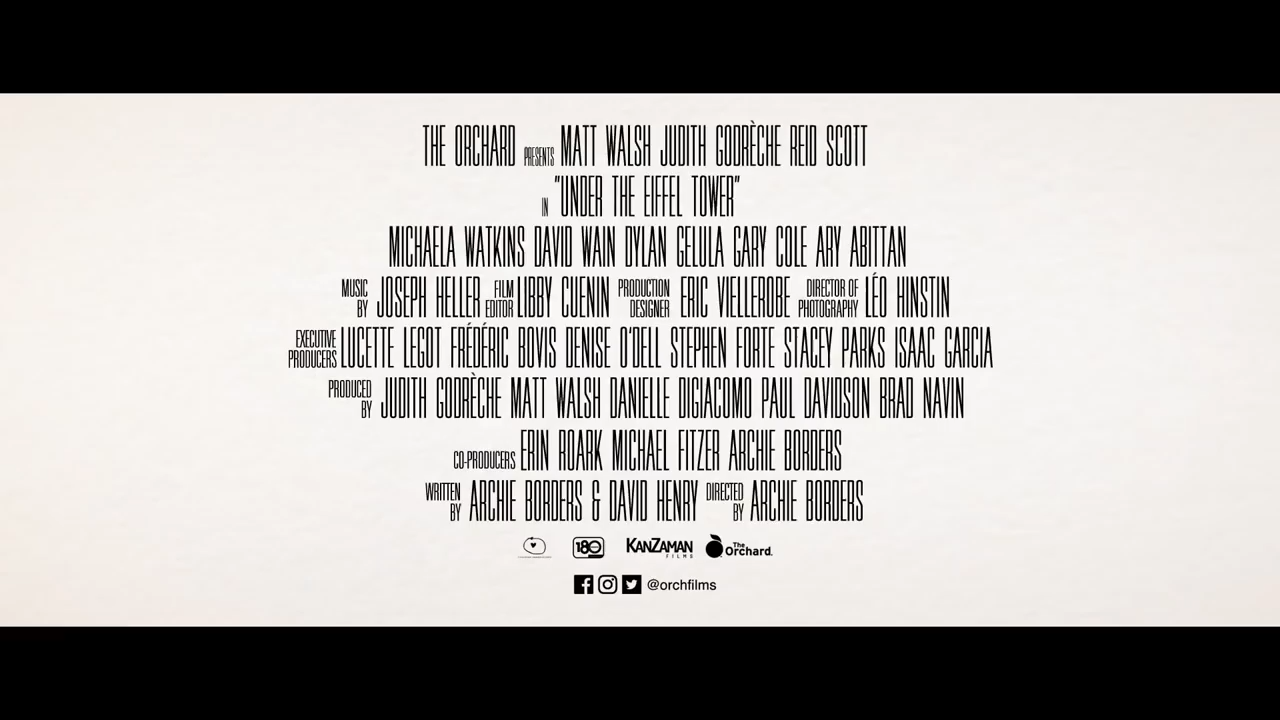 THE ORCHARD PRESENTS MATT WALSH JUDITH GODRÈCHE REID SCOTT
IN "UNDER THE EIFFEL TOWER"
MICHAELA WATKINS DAVID WAIN DYLAN GELULA GARY COLE ARY ABITTAN
MUSIC BY JOSEPH HELLER FILM EDITOR LIBBY CUENIN PRODUCTION DESIGNER ERIC VIELLEROBE DIRECTOR OF PHOTOGRAPHY LÉO HINSTIN
EXECUTIVE PRODUCERS LUCETTE LEGOT FRÉDÉRIC BOVIS DENISE O'DELL STEPHEN FORTE STACEY PARKS ISAAC GARCIA
PRODUCED BY JUDITH GODRÈCHE MATT WALSH DANIELLE DIGIACOMO PAUL DAVIDSON BRAD NAVIN
CO-PRODUCERS ERIN ROARK MICHAEL FITZER ARCHIE BORDERS
WRITTEN BY ARCHIE BORDERS & DAVID HENRY DIRECTED BY ARCHIE BORDERS
180 KANZAMAN FILMS The Orchard.
@orchfilms